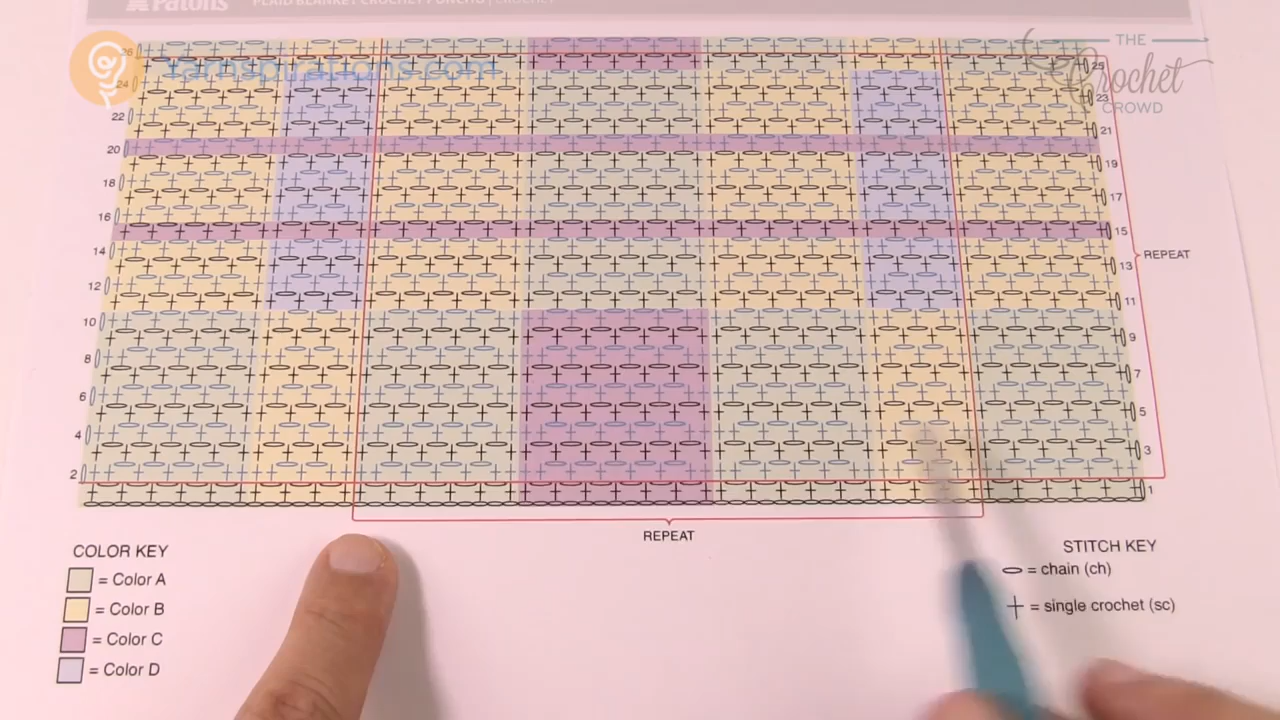 Patons PLAID BLANKET CROCHET PONCHO | CROCHET
yarnspirations.com
THE
Crochet
CROWD
26 25
24 23
22 21
20 19
18 17
16 15
14 13
12 11
10 9
8 7
6 5
4 3
2 1
REPEAT
REPEAT
COLOR KEY
= Color A
= Color B
= Color C
= Color D
STITCH KEY
= chain (ch)
= single crochet (sc)